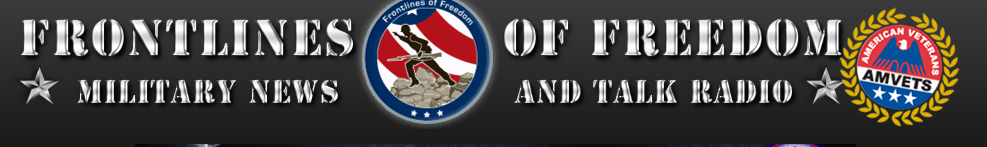 FRONTLINES OF FREEDOM
MILITARY NEWS AND TALK RADIO
Frontlines of Freedom
AMERICAN VETERANS
AMVETS